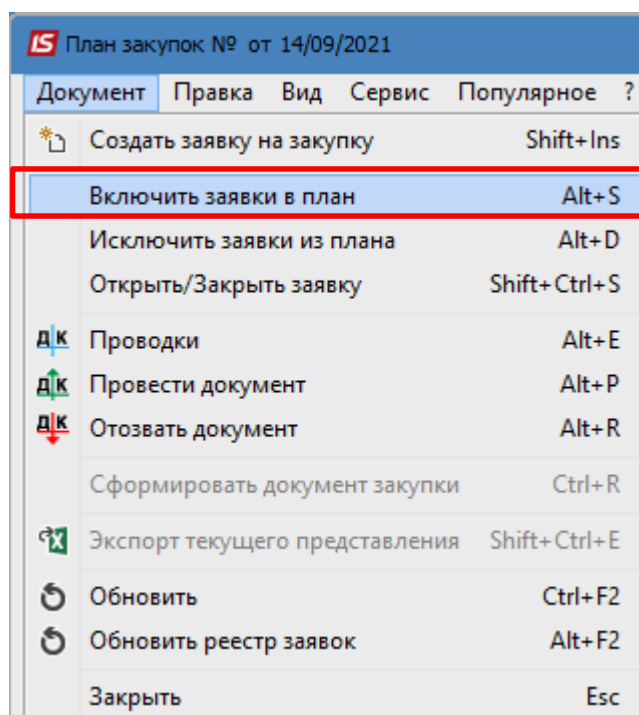 IS План закупок № от 14/09/2021
Документ Правка Вид Сервис Популярное ?
Создать заявку на закупку Shift+Ins
Включить заявки в план Alt+S
Исключить заявки из плана Alt+D
Открыть/Закрыть заявку Shift+Ctrl+S
Д К Проводки Alt+E
Д К Провести документ Alt+P
Д К Отозвать документ Alt+R
Сформировать документ закупки Ctrl+R
Экспорт текущего представления Shift+Ctrl+E
Обновить Ctrl+F2
Обновить реестр заявок Alt+F2
Закрыть Esc